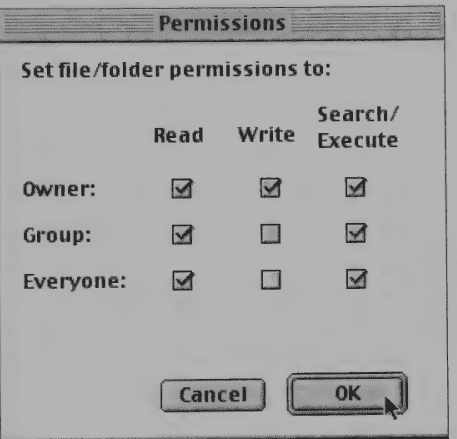 Permissions
Set file/folder permissions to:
Search/
Read Write Execute
Owner:
Group:
Everyone:
Cancel OK